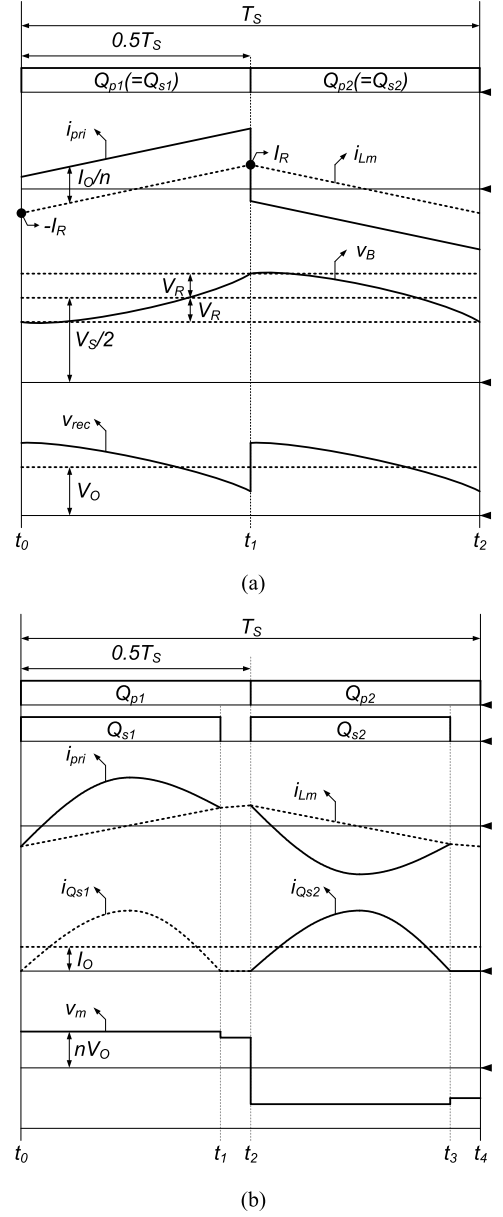 T_S
0.5T_S
Q_p1(=Q_s1) Q_p2(=Q_s2)
i_pri I_R i_Lm
I_O/n
-I_R
v_B
V_R
V_R
V_S/2
v_rec
V_O
t_0 t_1 t_2
(a)
T_S
0.5T_S
Q_p1 Q_p2
Q_s1 Q_s2
i_pri i_Lm
i_Qs1 i_Qs2
I_O
v_m
nV_O
t_0 t_1 t_2 t_3 t_4
(b)